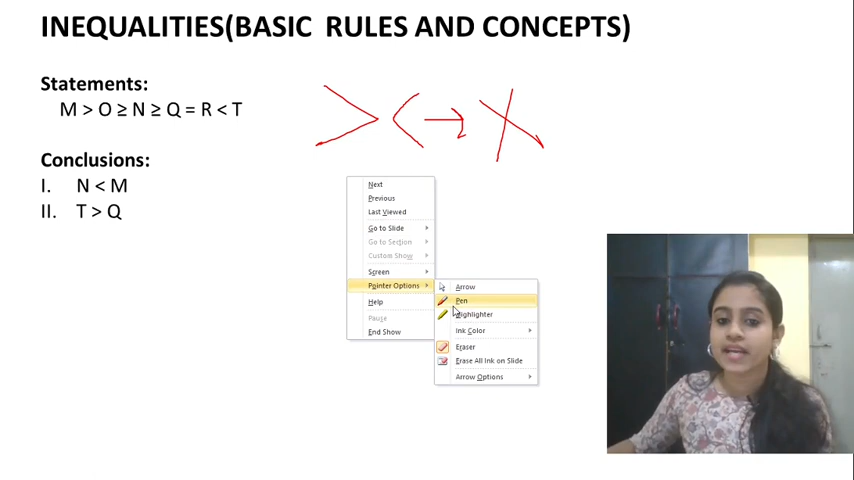 INEQUALITIES(BASIC RULES AND CONCEPTS)
Statements:
M > O ≥ N ≥ Q = R < T
> < → X
Conclusions:
I. N < M
II. T > Q
Next
Previous
Last Viewed
Go to Slide
Go to Section
Custom Show
Screen
Pointer Options
Help
Pause
End Show
Arrow
Pen
Highlighter
Ink Color
Eraser
Erase All Ink on Slide
Arrow Options